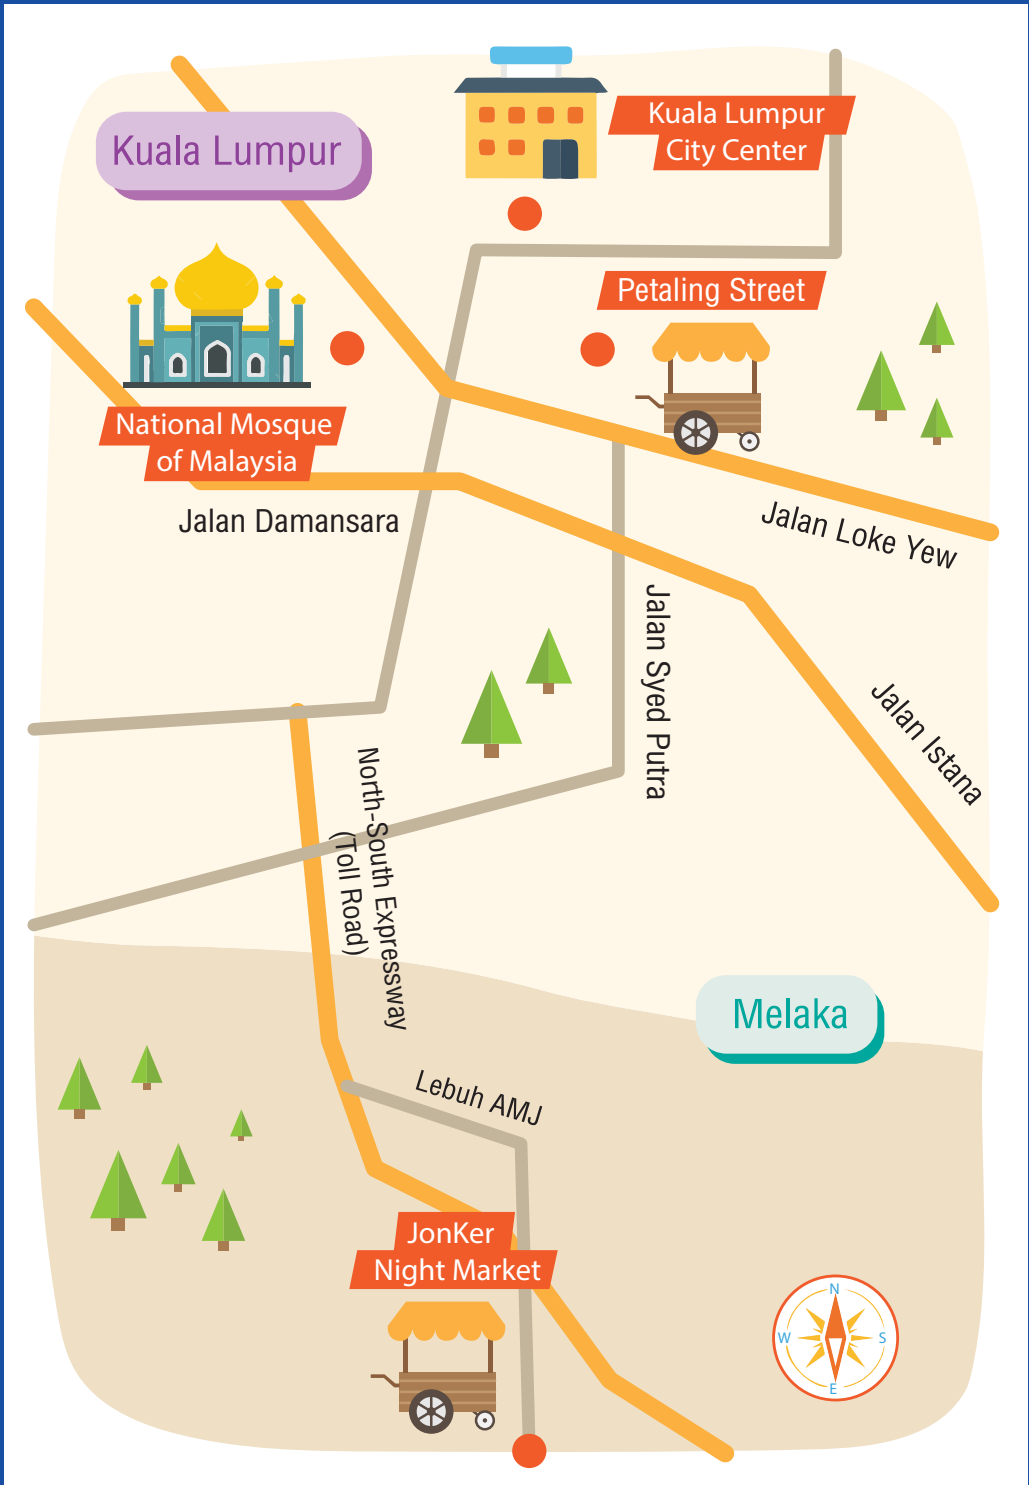 Kuala Lumpur
Kuala Lumpur
City Center
Petaling Street
National Mosque
of Malaysia
Jalan Damansara
Jalan Loke Yew
Jalan Syed Putra
Jalan Istana
North-South Expressway
(Toll Road)
Melaka
Lebuh AMJ
JonKer
Night Market
N
W
S
E